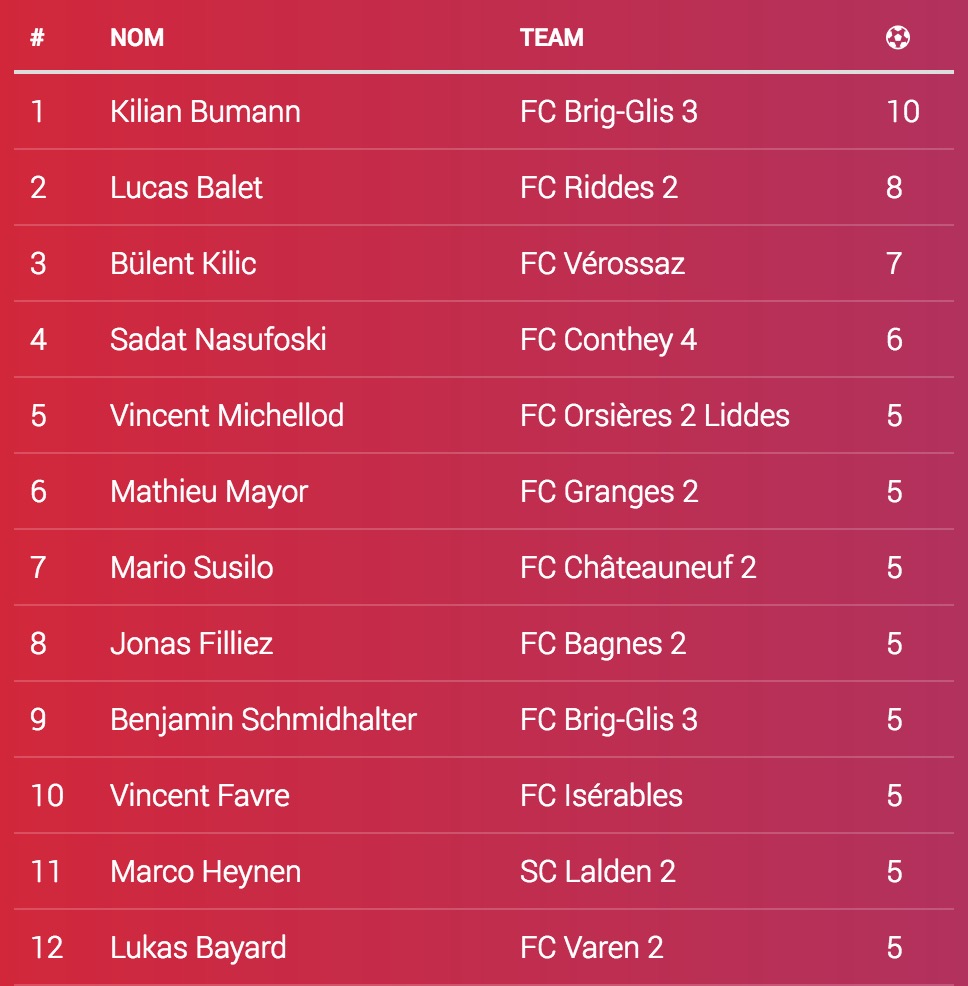 # NOM TEAM
1 Kilian Bumann FC Brig-Glis 3 10
2 Lucas Balet FC Riddes 2 8
3 Bülent Kilic FC Vérossaz 7
4 Sadat Nasufoski FC Conthey 4 6
5 Vincent Michellod FC Orsières 2 Liddes 5
6 Mathieu Mayor FC Granges 2 5
7 Mario Susilo FC Châteauneuf 2 5
8 Jonas Filliez FC Bagnes 2 5
9 Benjamin Schmidhalter FC Brig-Glis 3 5
10 Vincent Favre FC Isérables 5
11 Marco Heynen SC Lalden 2 5
12 Lukas Bayard FC Varen 2 5